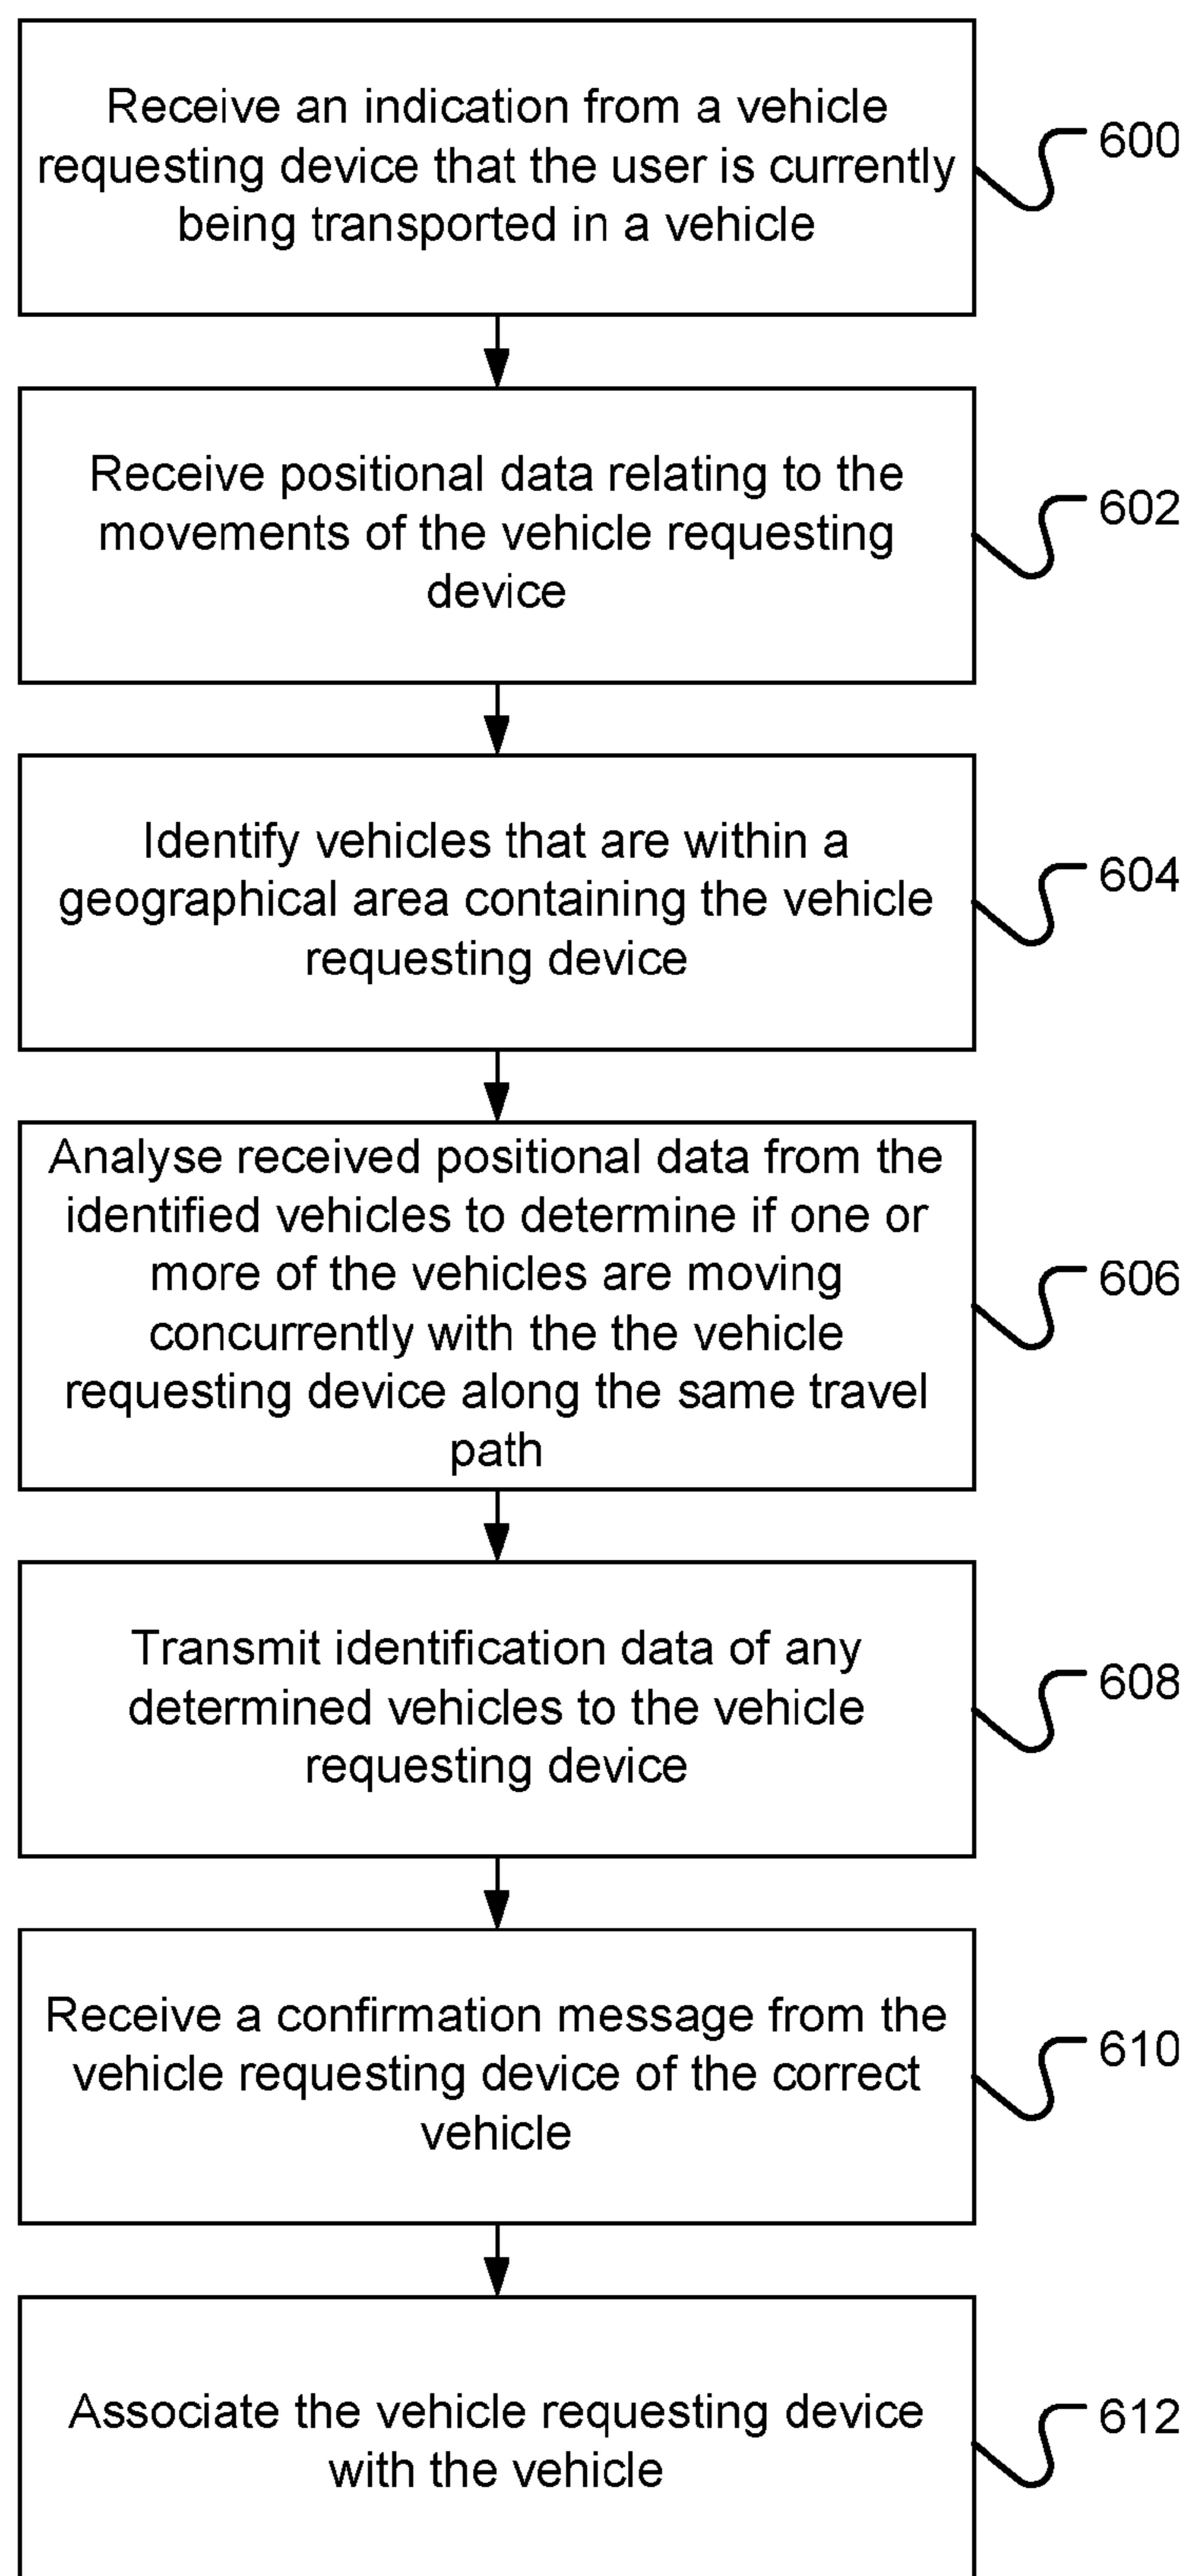 Receive an indication from a vehicle
requesting device that the user is currently
being transported in a vehicle
600
Receive positional data relating to the
movements of the vehicle requesting
device
602
Identify vehicles that are within a
geographical area containing the vehicle
requesting device
604
Analyse received positional data from the
identified vehicles to determine if one or
more of the vehicles are moving
concurrently with the the vehicle
requesting device along the same travel
path
606
Transmit identification data of any
determined vehicles to the vehicle
requesting device
608
Receive a confirmation message from the
vehicle requesting device of the correct
vehicle
610
Associate the vehicle requesting device
with the vehicle
612